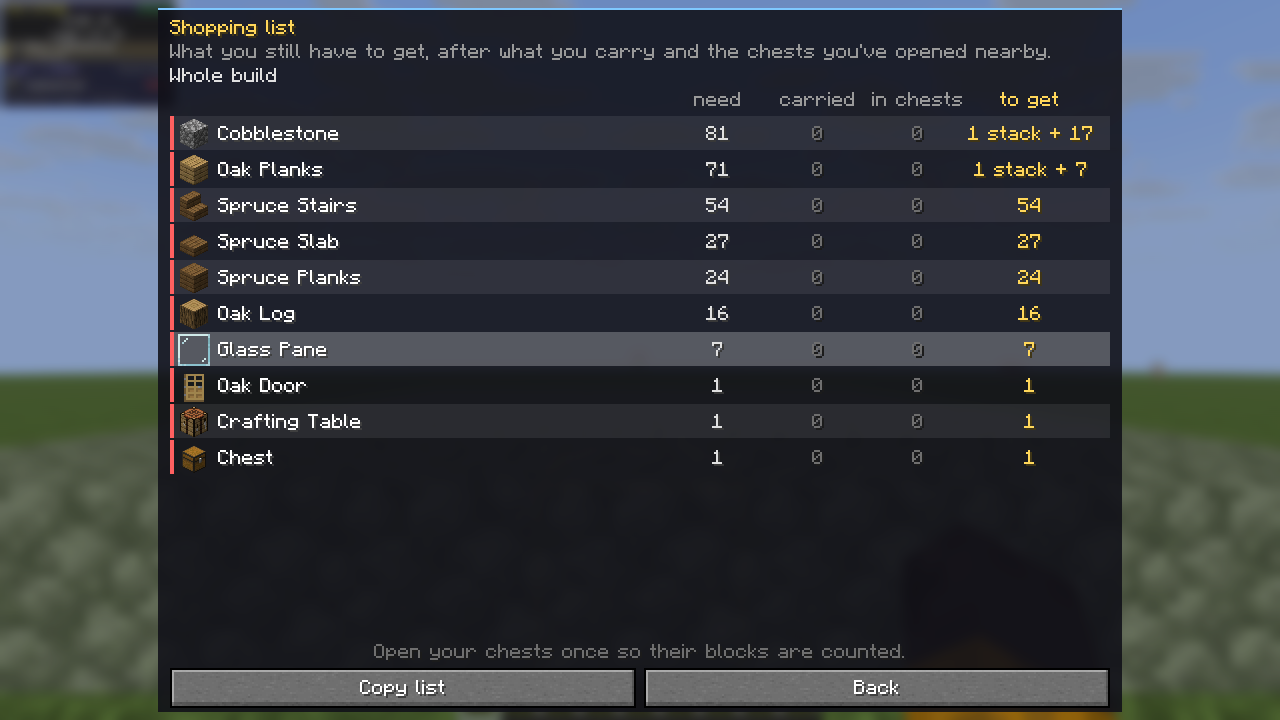 Shopping list
What you still have to get, after what you carry and the chests you've opened nearby.
Whole build
need carried in chests to get
Cobblestone 81 0 0 1 stack + 17
Oak Planks 71 0 0 1 stack + 7
Spruce Stairs 54 0 0 54
Spruce Slab 27 0 0 27
Spruce Planks 24 0 0 24
Oak Log 16 0 0 16
Glass Pane 7 0 0 7
Oak Door 1 0 0 1
Crafting Table 1 0 0 1
Chest 1 0 0 1
Open your chests once so their blocks are counted.
Copy list Back